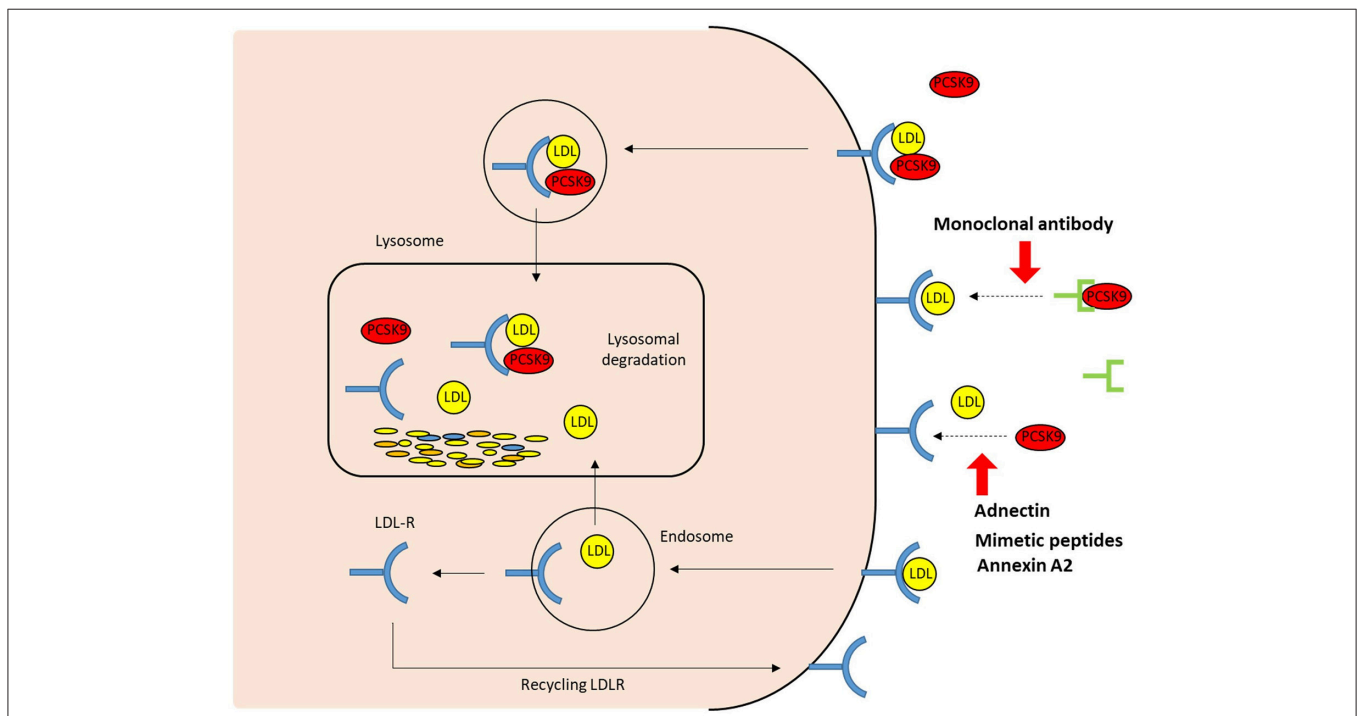 PCSK9
LDL
PCSK9
LDL
PCSK9
Monoclonal antibody
Lysosome
LDL
PCSK9
PCSK9
LDL
PCSK9
Lysosomal
degradation
LDL
LDL
LDL
PCSK9
Adnectin
Mimetic peptides
Annexin A2
LDL-R
Endosome
LDL
LDL
Recycling LDLR